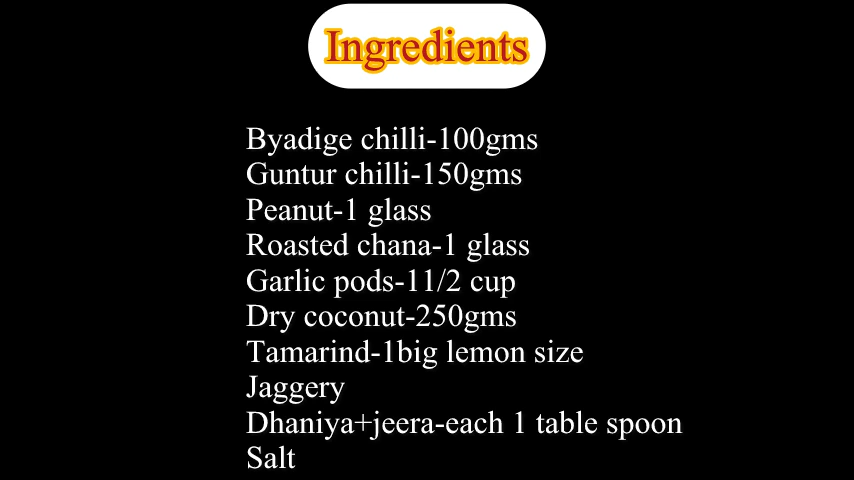 Ingredients
Byadige chilli-100gms
Guntur chilli-150gms
Peanut-1 glass
Roasted chana-1 glass
Garlic pods-11/2 cup
Dry coconut-250gms
Tamarind-1big lemon size
Jaggery
Dhaniya+jeera-each 1 table spoon
Salt